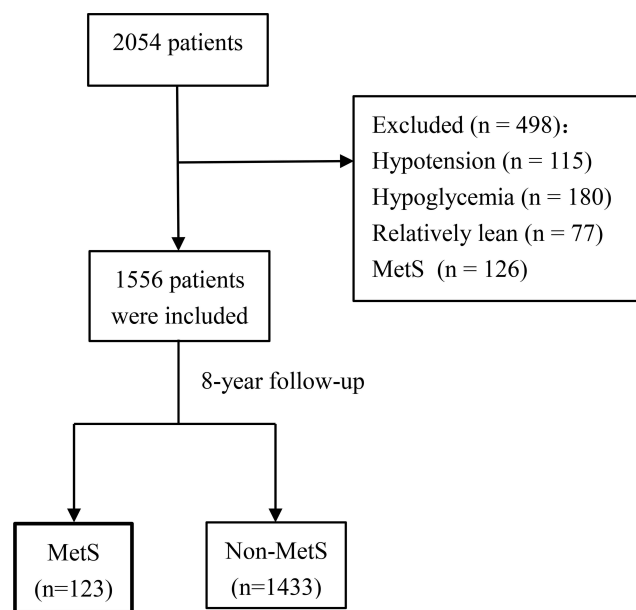 2054 patients
Excluded (n = 498)：
Hypotension (n = 115)
Hypoglycemia (n = 180)
Relatively lean (n = 77)
MetS (n = 126)
1556 patients
were included
8-year follow-up
MetS
(n=123)
Non-MetS
(n=1433)